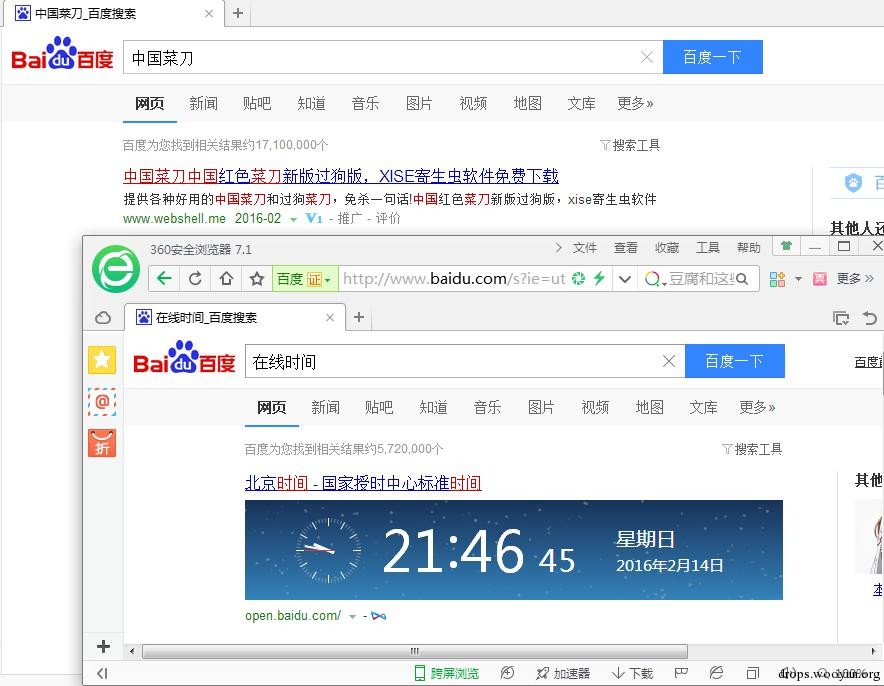 中国菜刀_百度搜索
Bai du 百度
中国菜刀
百度一下
网页 新闻 贴吧 知道 音乐 图片 视频 地图 文库 更多»
百度为您找到相关结果约17,100,000个
搜索工具
中国菜刀中国红色菜刀新版过狗版，XISE寄生虫软件免费下载
提供各种好用的中国菜刀和过狗菜刀，免杀一句话!中国红色菜刀新版过狗版，xise寄生虫软件
www.webshell.me 2016-02 V1 - 推广 - 评价
其他人还
360安全浏览器 7.1
文件 查看 收藏 工具 帮助
百度 证 http://www.baidu.com/s?ie=ut
豆腐和这些
更多 »
在线时间_百度搜索
Bai du 百度
在线时间
百度一下
百度
@
折
网页 新闻 贴吧 知道 音乐 图片 视频 地图 文库 更多»
百度为您找到相关结果约5,720,000个
搜索工具
北京时间 - 国家授时中心标准时间
其他
21:46 45
星期日
2016年2月14日
open.baidu.com/
跨屏浏览
加速器
下载
drops.wooyun.org